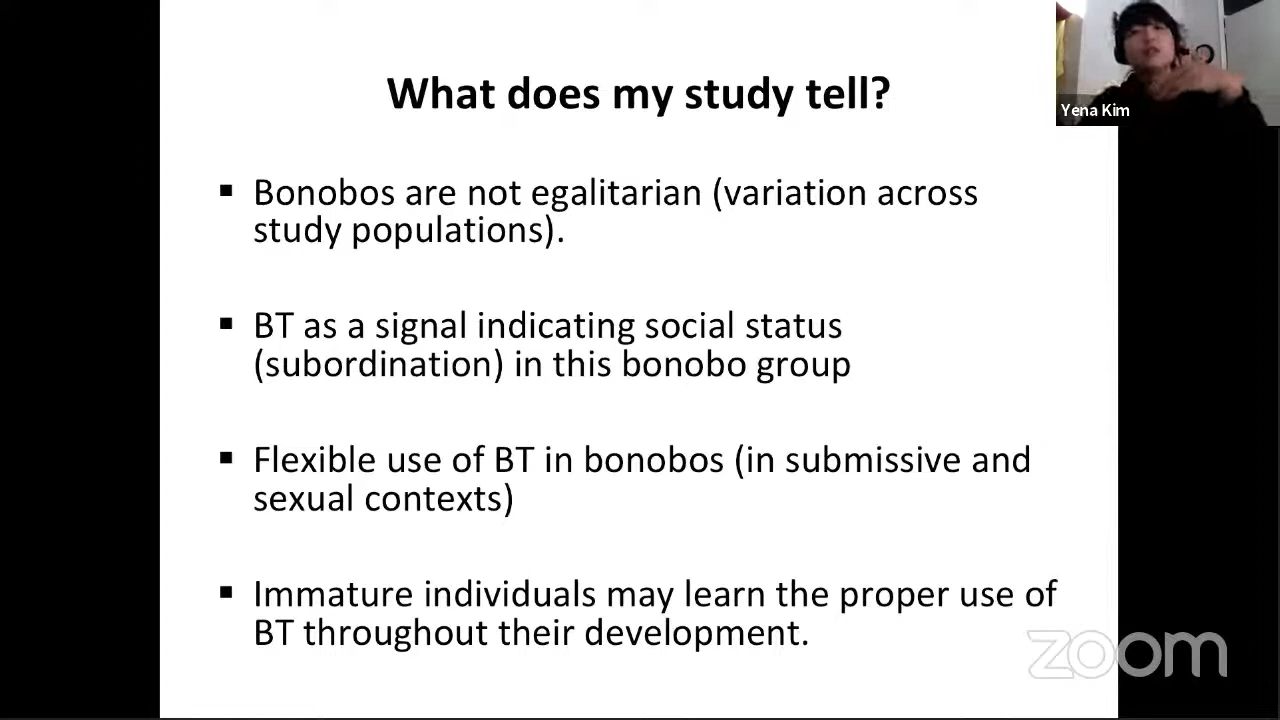 What does my study tell?
Yena Kim
▪ Bonobos are not egalitarian (variation across
study populations).
▪ BT as a signal indicating social status
(subordination) in this bonobo group
▪ Flexible use of BT in bonobos (in submissive and
sexual contexts)
▪ Immature individuals may learn the proper use of
BT throughout their development.
zoom